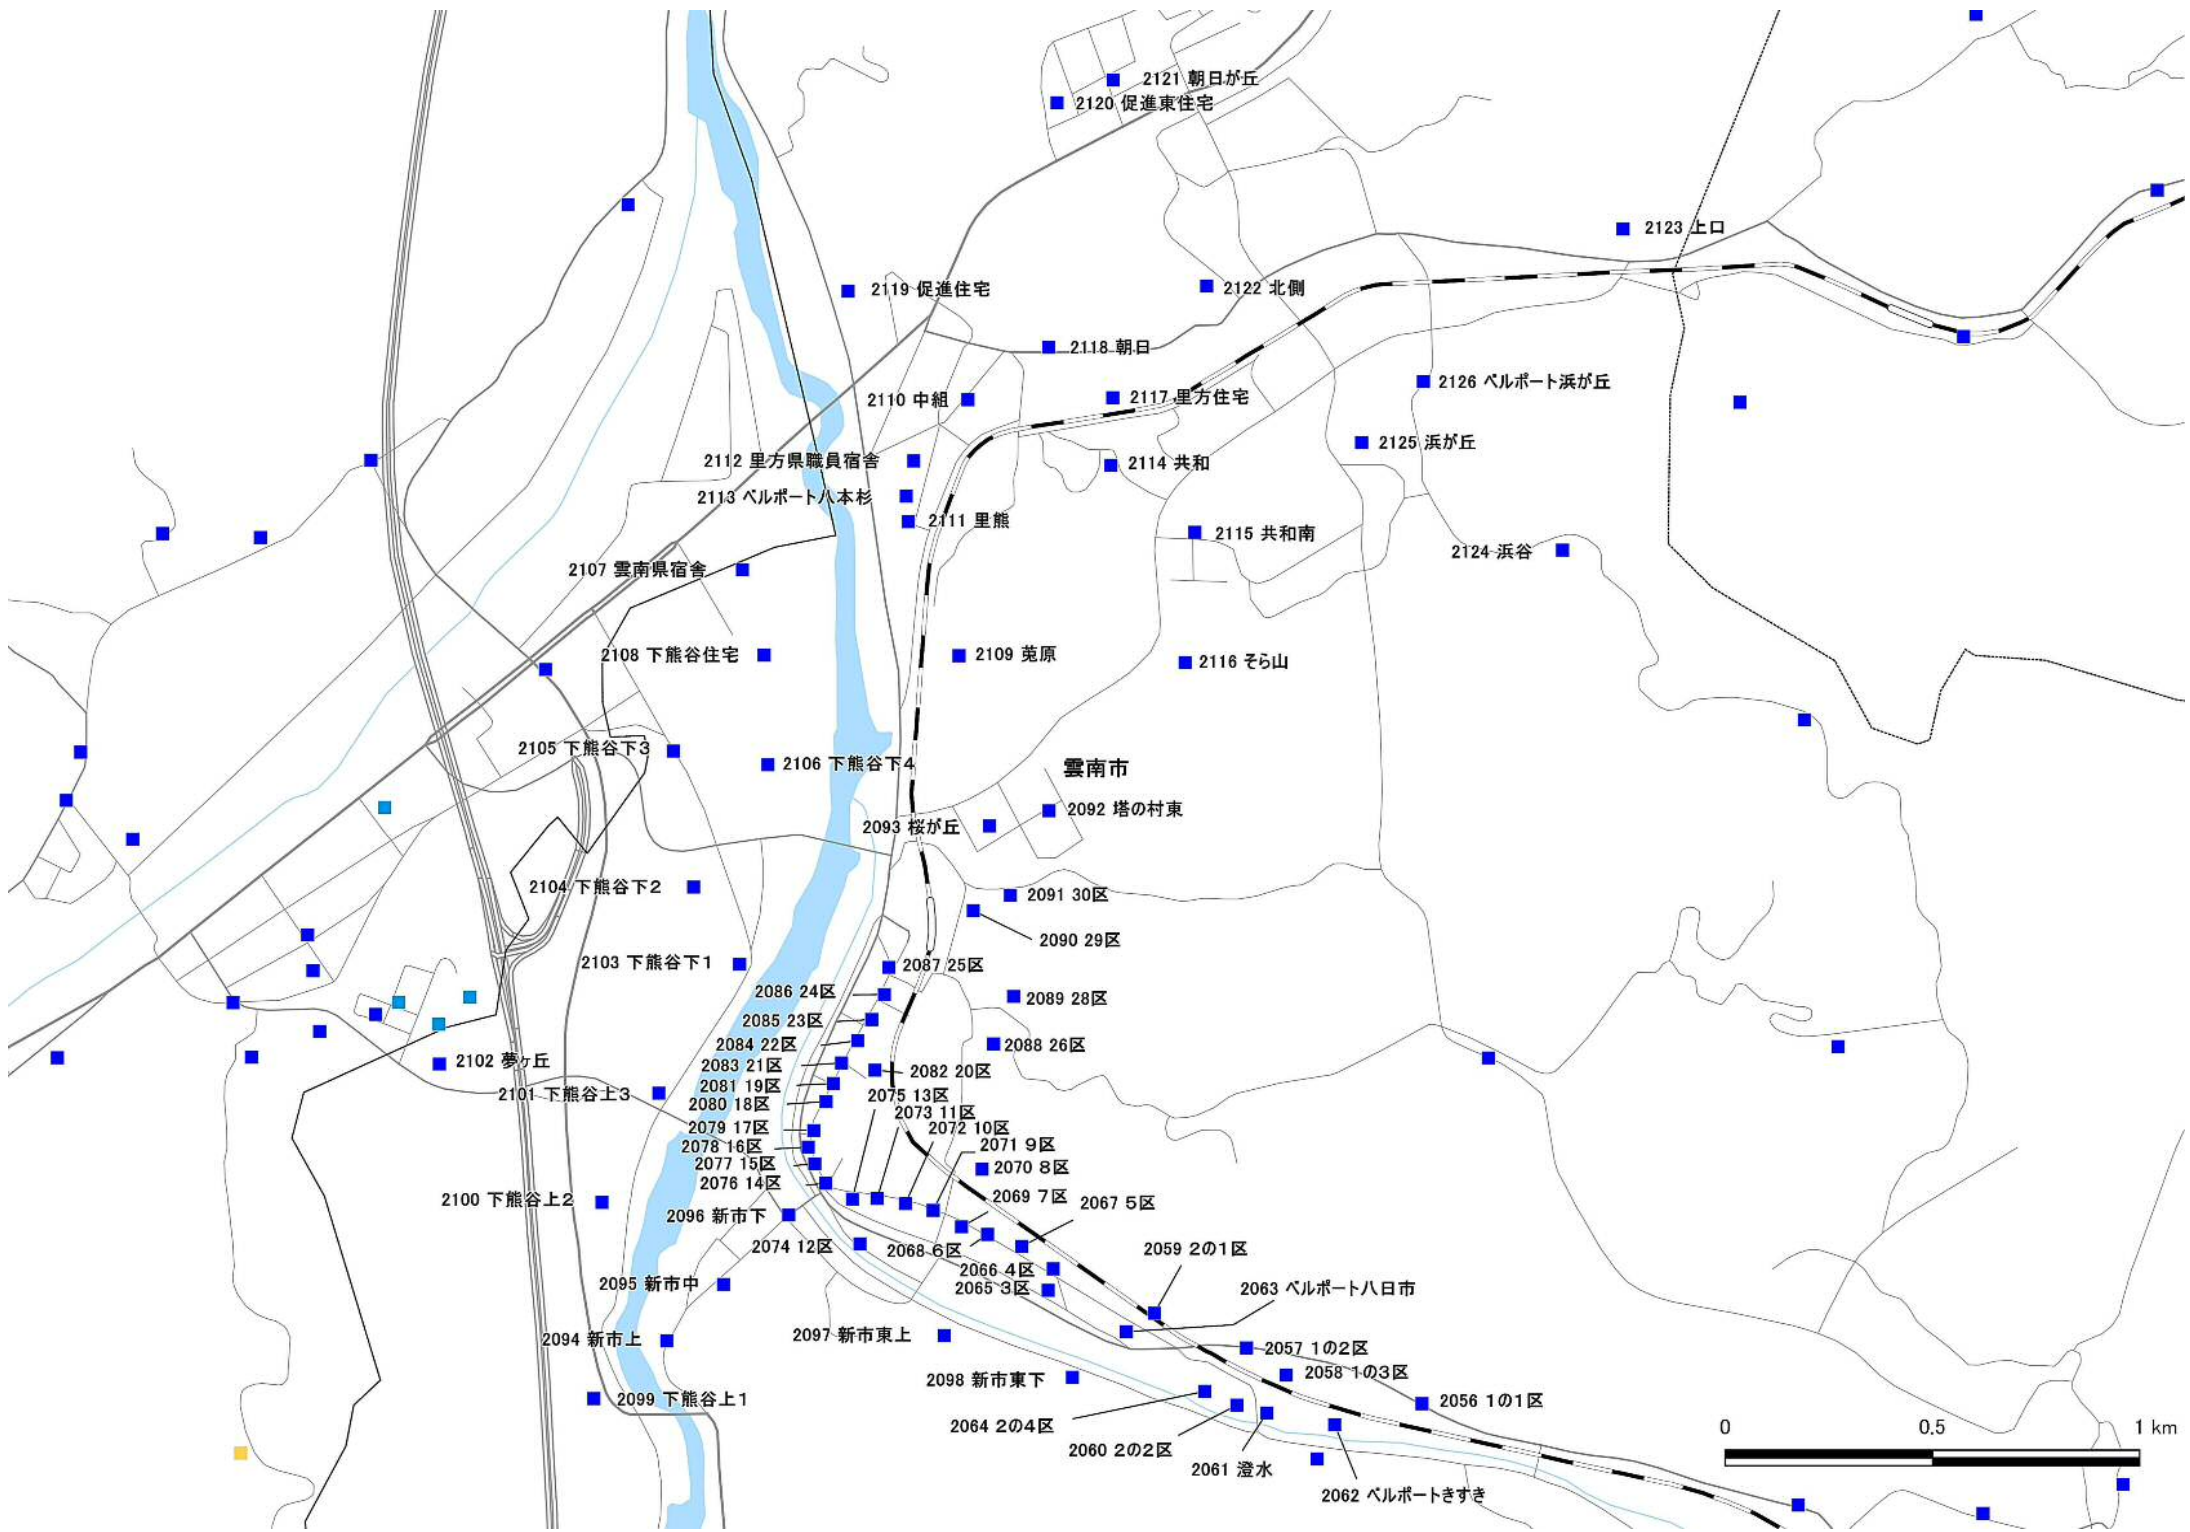 2121 朝日が丘
2120 促進東住宅
2123 上口
2119 促進住宅
2122 北側
2118 朝日
2126 ベルポート浜が丘
2110 中組
2117 里方住宅
2125 浜が丘
2112 里方県職員宿舎
2114 共和
2113 ベルポート八本杉
2111 里熊
2115 共和南
2124 浜谷
2107 雲南県宿舎
2108 下熊谷住宅
2109 莵原
2116 そら山
2105 下熊谷下3
2106 下熊谷下4
雲南市
2092 塔の村東
2093 桜が丘
2104 下熊谷下2
2091 30区
2090 29区
2103 下熊谷下1
2087 25区
2086 24区
2089 28区
2085 23区
2084 22区
2088 26区
2083 21区
2102 夢ヶ丘
2082 20区
2081 19区
2101 下熊谷上3
2075 13区
2080 18区
2073 11区
2079 17区
2072 10区
2078 16区
2071 9区
2077 15区
2070 8区
2076 14区
2069 7区
2100 下熊谷上2
2067 5区
2096 新市下
2074 12区
2068 6区
2059 2の1区
2066 4区
2095 新市中
2065 3区
2063 ベルポート八日市
2097 新市東上
2094 新市上
2057 1の2区
2058 1の3区
2098 新市東下
2099 下熊谷上1
2056 1の1区
2064 2の4区
2060 2の2区
2061 澄水
2062 ベルポートきすき
0 0.5 1 km